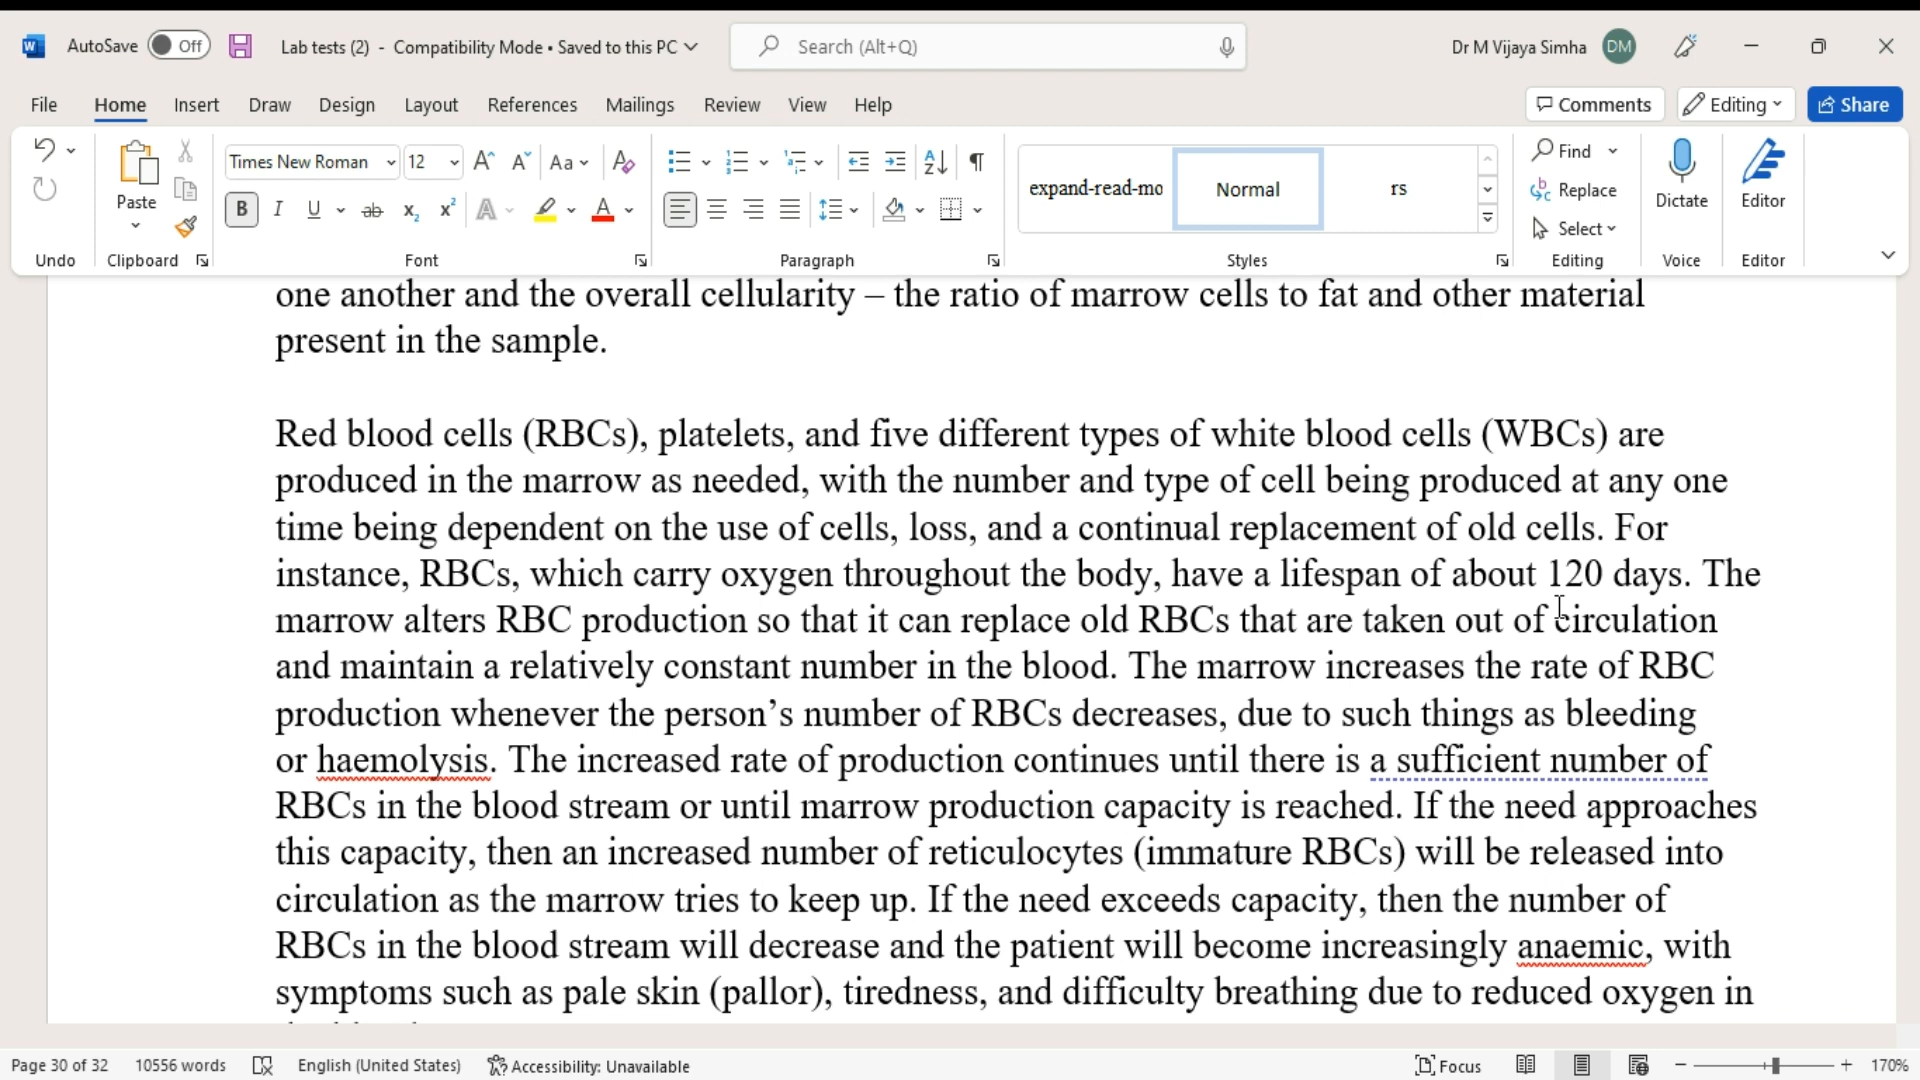 AutoSave Off Lab tests (2) - Compatibility Mode • Saved to this PC Search (Alt+Q) Dr M Vijaya Simha DM
File Home Insert Draw Design Layout References Mailings Review View Help Comments Editing Share
Paste Times New Roman 12 Aa expand-read-mo Normal rs Find Replace Select Dictate Editor
Undo Clipboard Font Paragraph Styles Editing Voice Editor
one another and the overall cellularity – the ratio of marrow cells to fat and other material
present in the sample.
Red blood cells (RBCs), platelets, and five different types of white blood cells (WBCs) are
produced in the marrow as needed, with the number and type of cell being produced at any one
time being dependent on the use of cells, loss, and a continual replacement of old cells. For
instance, RBCs, which carry oxygen throughout the body, have a lifespan of about 120 days. The
marrow alters RBC production so that it can replace old RBCs that are taken out of circulation
and maintain a relatively constant number in the blood. The marrow increases the rate of RBC
production whenever the person’s number of RBCs decreases, due to such things as bleeding
or haemolysis. The increased rate of production continues until there is a sufficient number of
RBCs in the blood stream or until marrow production capacity is reached. If the need approaches
this capacity, then an increased number of reticulocytes (immature RBCs) will be released into
circulation as the marrow tries to keep up. If the need exceeds capacity, then the number of
RBCs in the blood stream will decrease and the patient will become increasingly anaemic, with
symptoms such as pale skin (pallor), tiredness, and difficulty breathing due to reduced oxygen in
Page 30 of 32 10556 words English (United States) Accessibility: Unavailable Focus 170%